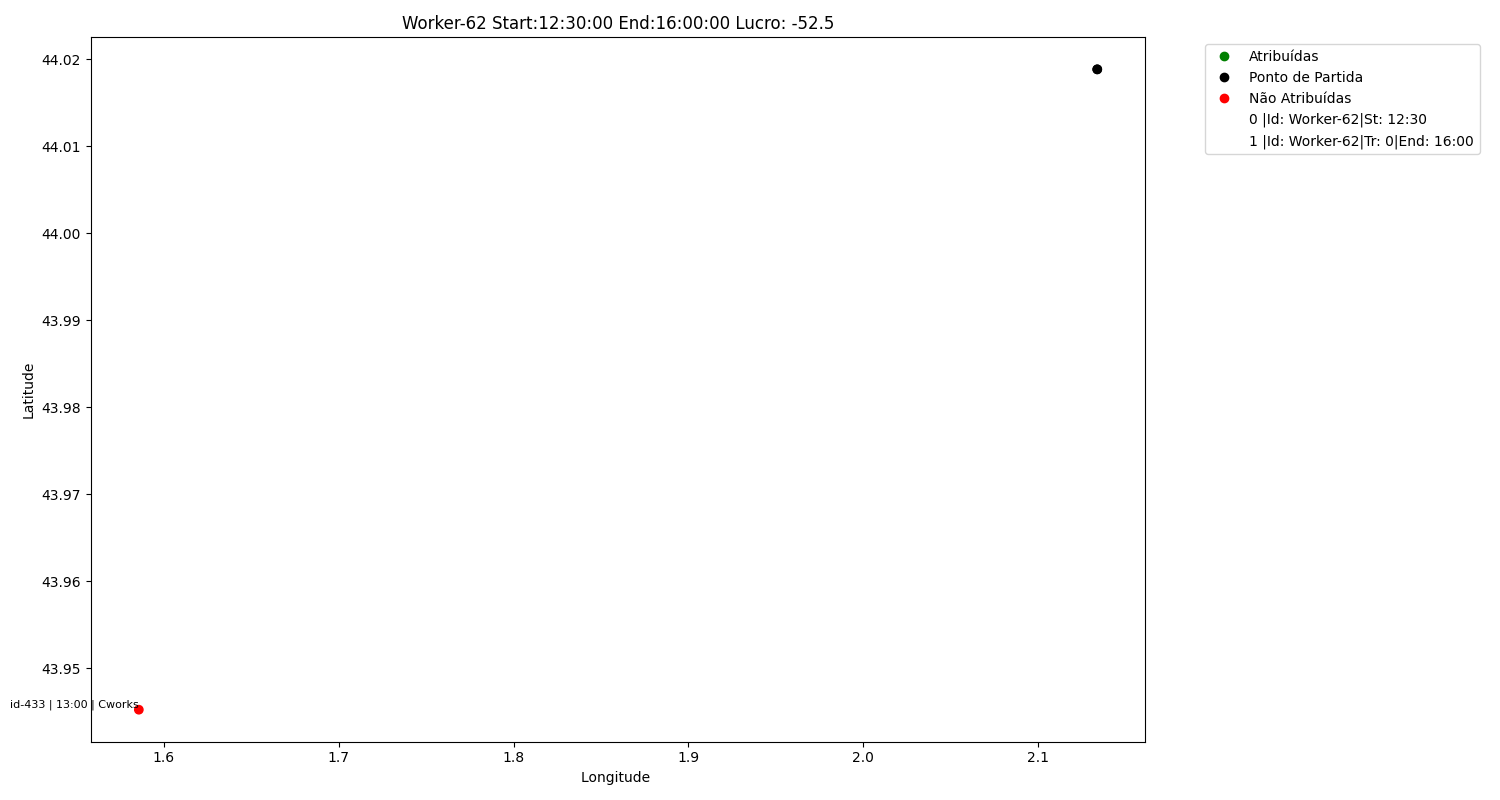 Worker-62 Start:12:30:00 End:16:00:00 Lucro: -52.5
Atribuídas
Ponto de Partida
Não Atribuídas
0 |Id: Worker-62|St: 12:30
1 |Id: Worker-62|Tr: 0|End: 16:00
44.02
44.01
44.00
43.99
43.98
43.97
43.96
43.95
Latitude
id-433 | 13:00 | Cworks
1.6 1.7 1.8 1.9 2.0 2.1
Longitude